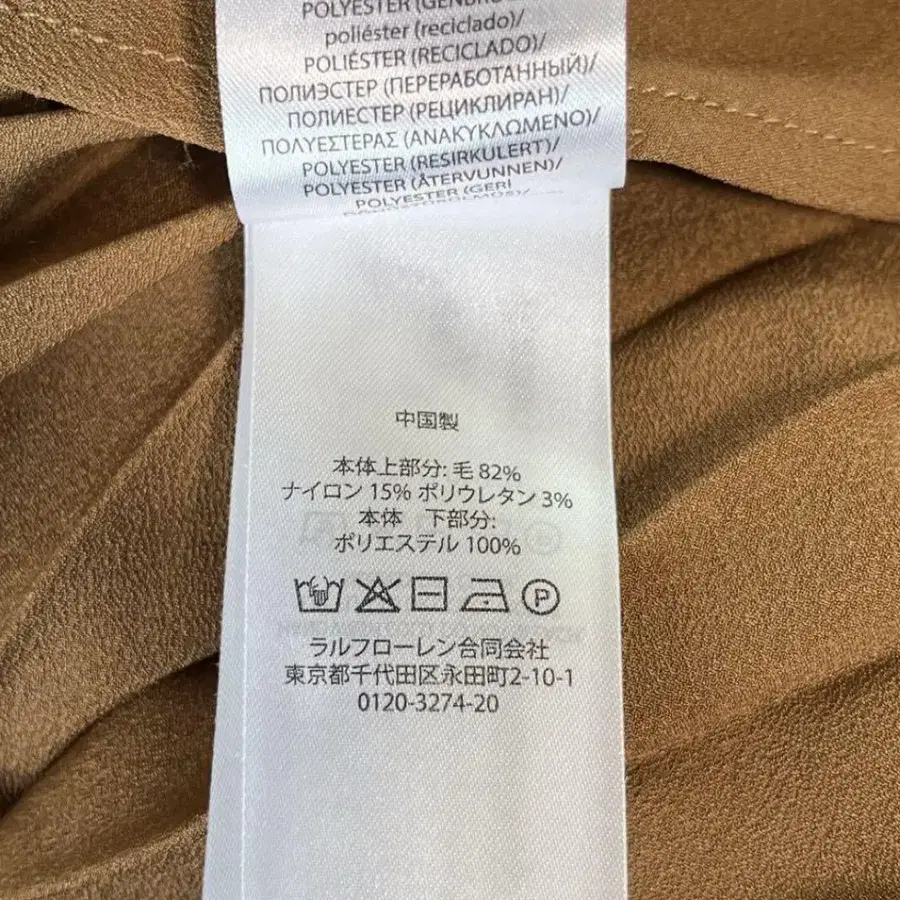 POLYESTER
poliéster (reciclado)
POLIÉSTER (RECICLADO)/
ПОЛИЭСТЕР (ПЕРЕРАБОТАННЫЙ)/
ПОЛИЕСТЕР (РЕЦИКЛИРАН)/
ΠΟΛΥΕΣΤΕΡΑΣ (ΑΝΑΚΥΚΛΩΜΕΝΟ)/
POLYESTER (RESIRKULERT)/
POLYESTER (ÅTERVUNNEN)/
POLYESTER (GERİ
中国製
本体上部分: 毛 82%
ナイロン 15% ポリウレタン 3%
本体 下部分:
ポリエステル 100%
P
ラルフローレン合同会社
東京都千代田区永田町2-10-1
0120-3274-20